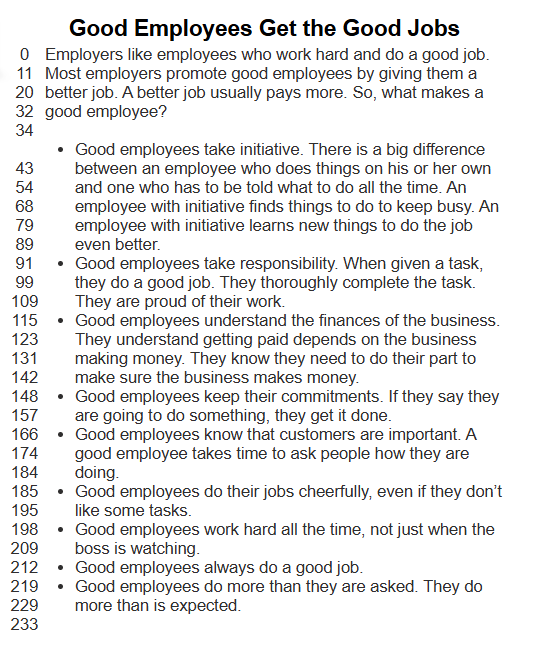 Good Employees Get the Good Jobs
0 Employers like employees who work hard and do a good job.
11 Most employers promote good employees by giving them a
20 better job. A better job usually pays more. So, what makes a
32 good employee?
34
• Good employees take initiative. There is a big difference
43 between an employee who does things on his or her own
54 and one who has to be told what to do all the time. An
68 employee with initiative finds things to do to keep busy. An
79 employee with initiative learns new things to do the job
89 even better.
91 • Good employees take responsibility. When given a task,
99 they do a good job. They thoroughly complete the task.
109 They are proud of their work.
115 • Good employees understand the finances of the business.
123 They understand getting paid depends on the business
131 making money. They know they need to do their part to
142 make sure the business makes money.
148 • Good employees keep their commitments. If they say they
157 are going to do something, they get it done.
166 • Good employees know that customers are important. A
174 good employee takes time to ask people how they are
184 doing.
185 • Good employees do their jobs cheerfully, even if they don’t
195 like some tasks.
198 • Good employees work hard all the time, not just when the
209 boss is watching.
212 • Good employees always do a good job.
219 • Good employees do more than they are asked. They do
229 more than is expected.
233